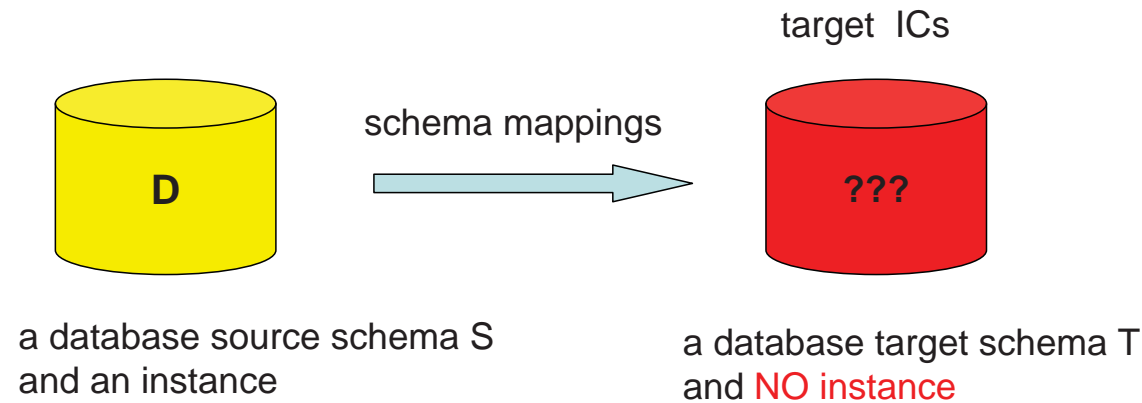 target ICs
schema mappings
D
???
a database source schema S
and an instance
a database target schema T
and NO instance